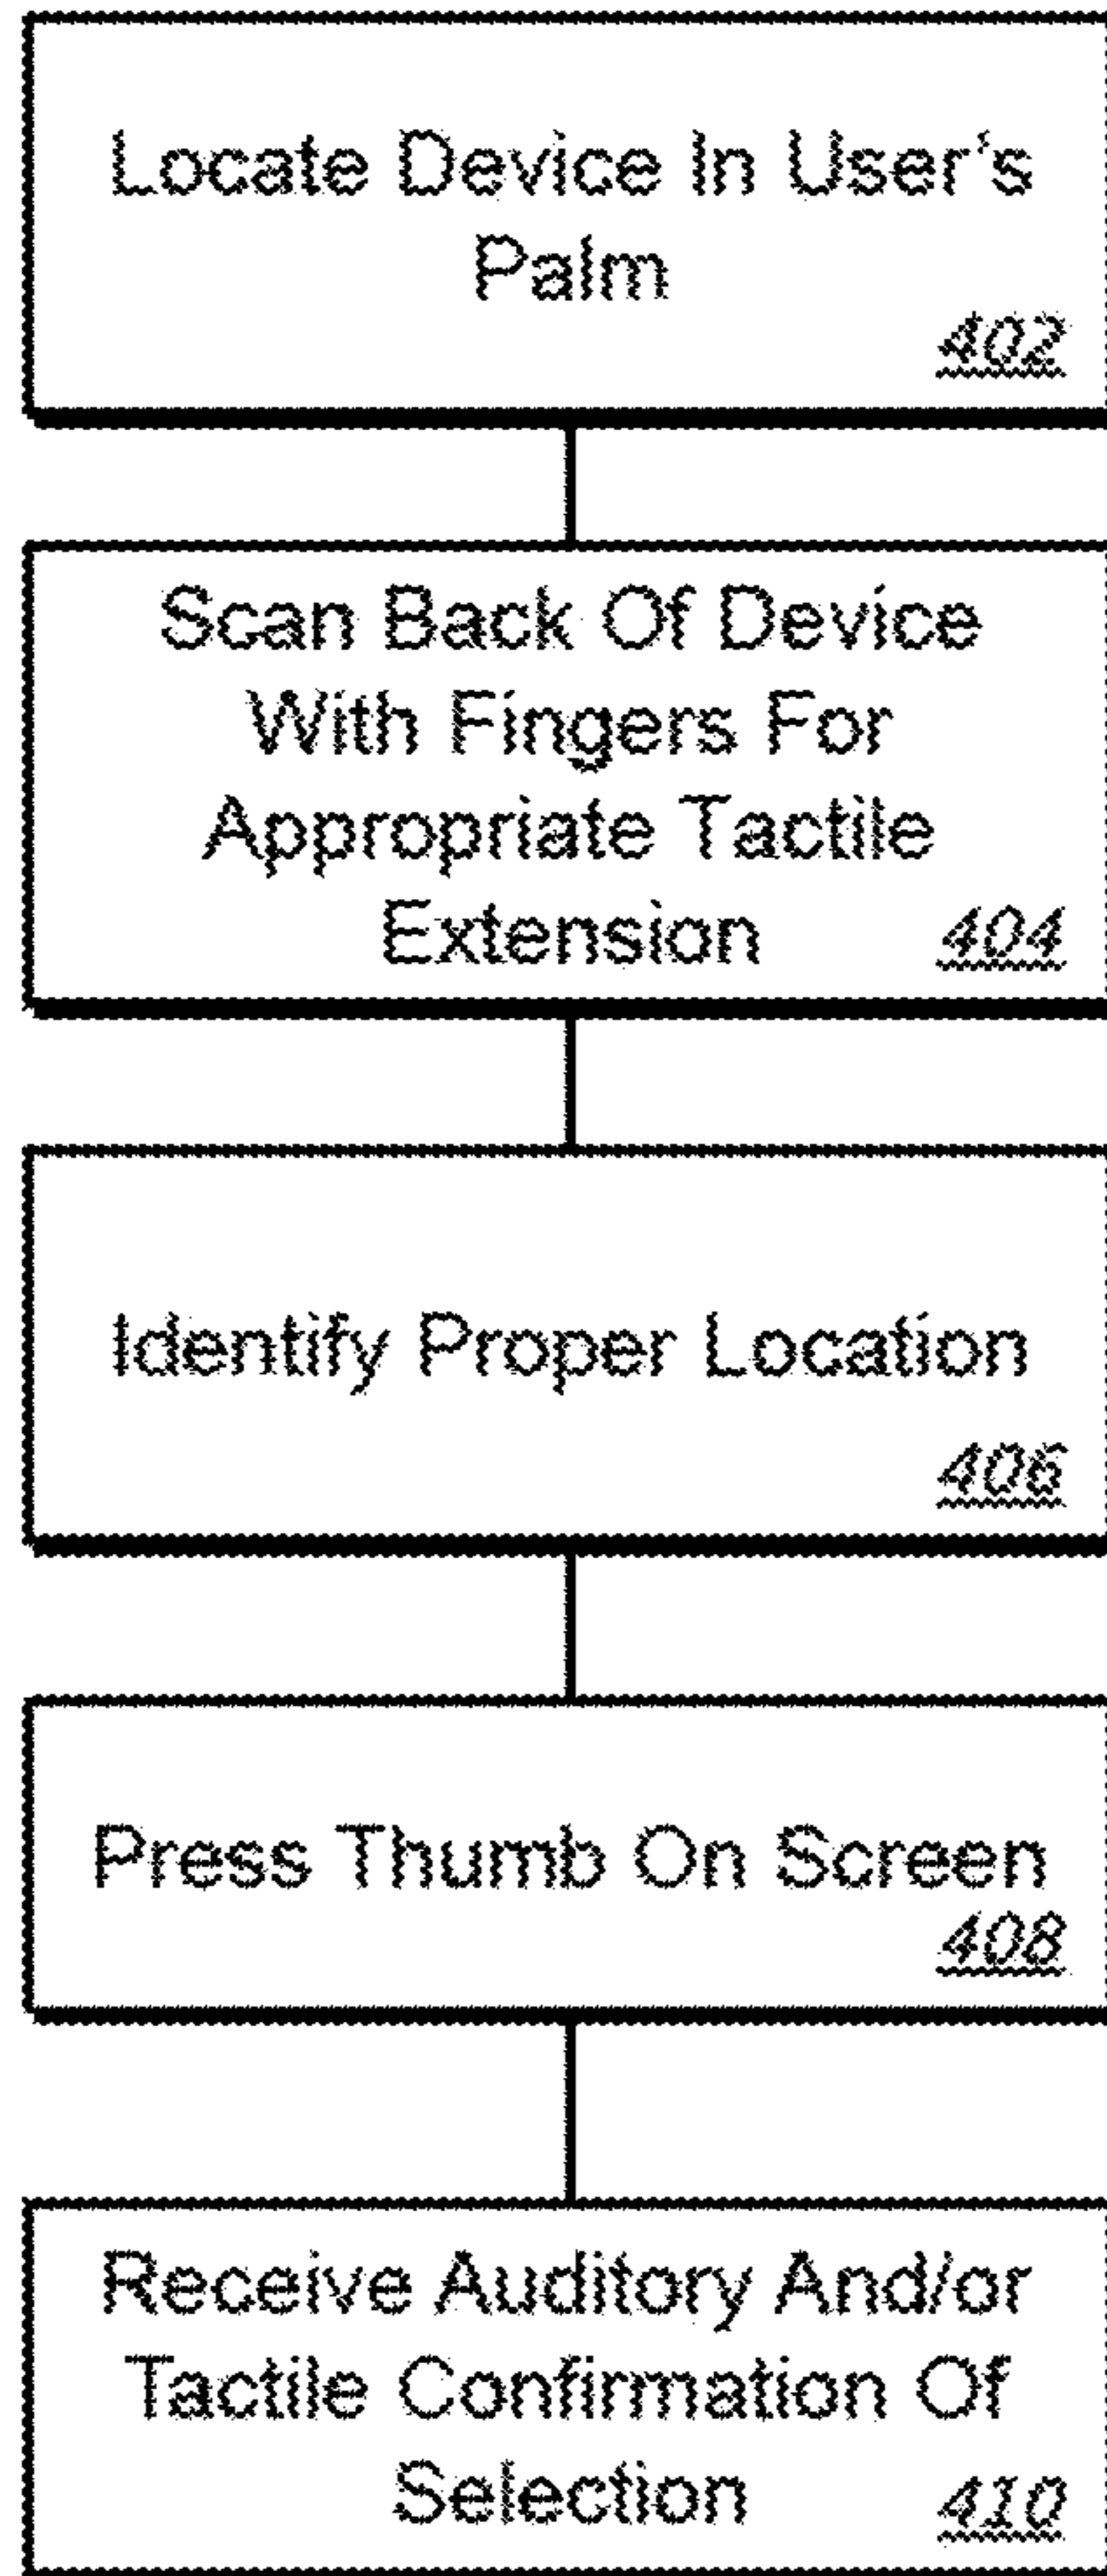 Locate Device In User's
Palm
402
Scan Back Of Device
With Fingers For
Appropriate Tactile
Extension 404
Identify Proper Location
406
Press Thumb On Screen
408
Receive Auditory And/or
Tactile Confirmation Of
Selection 410